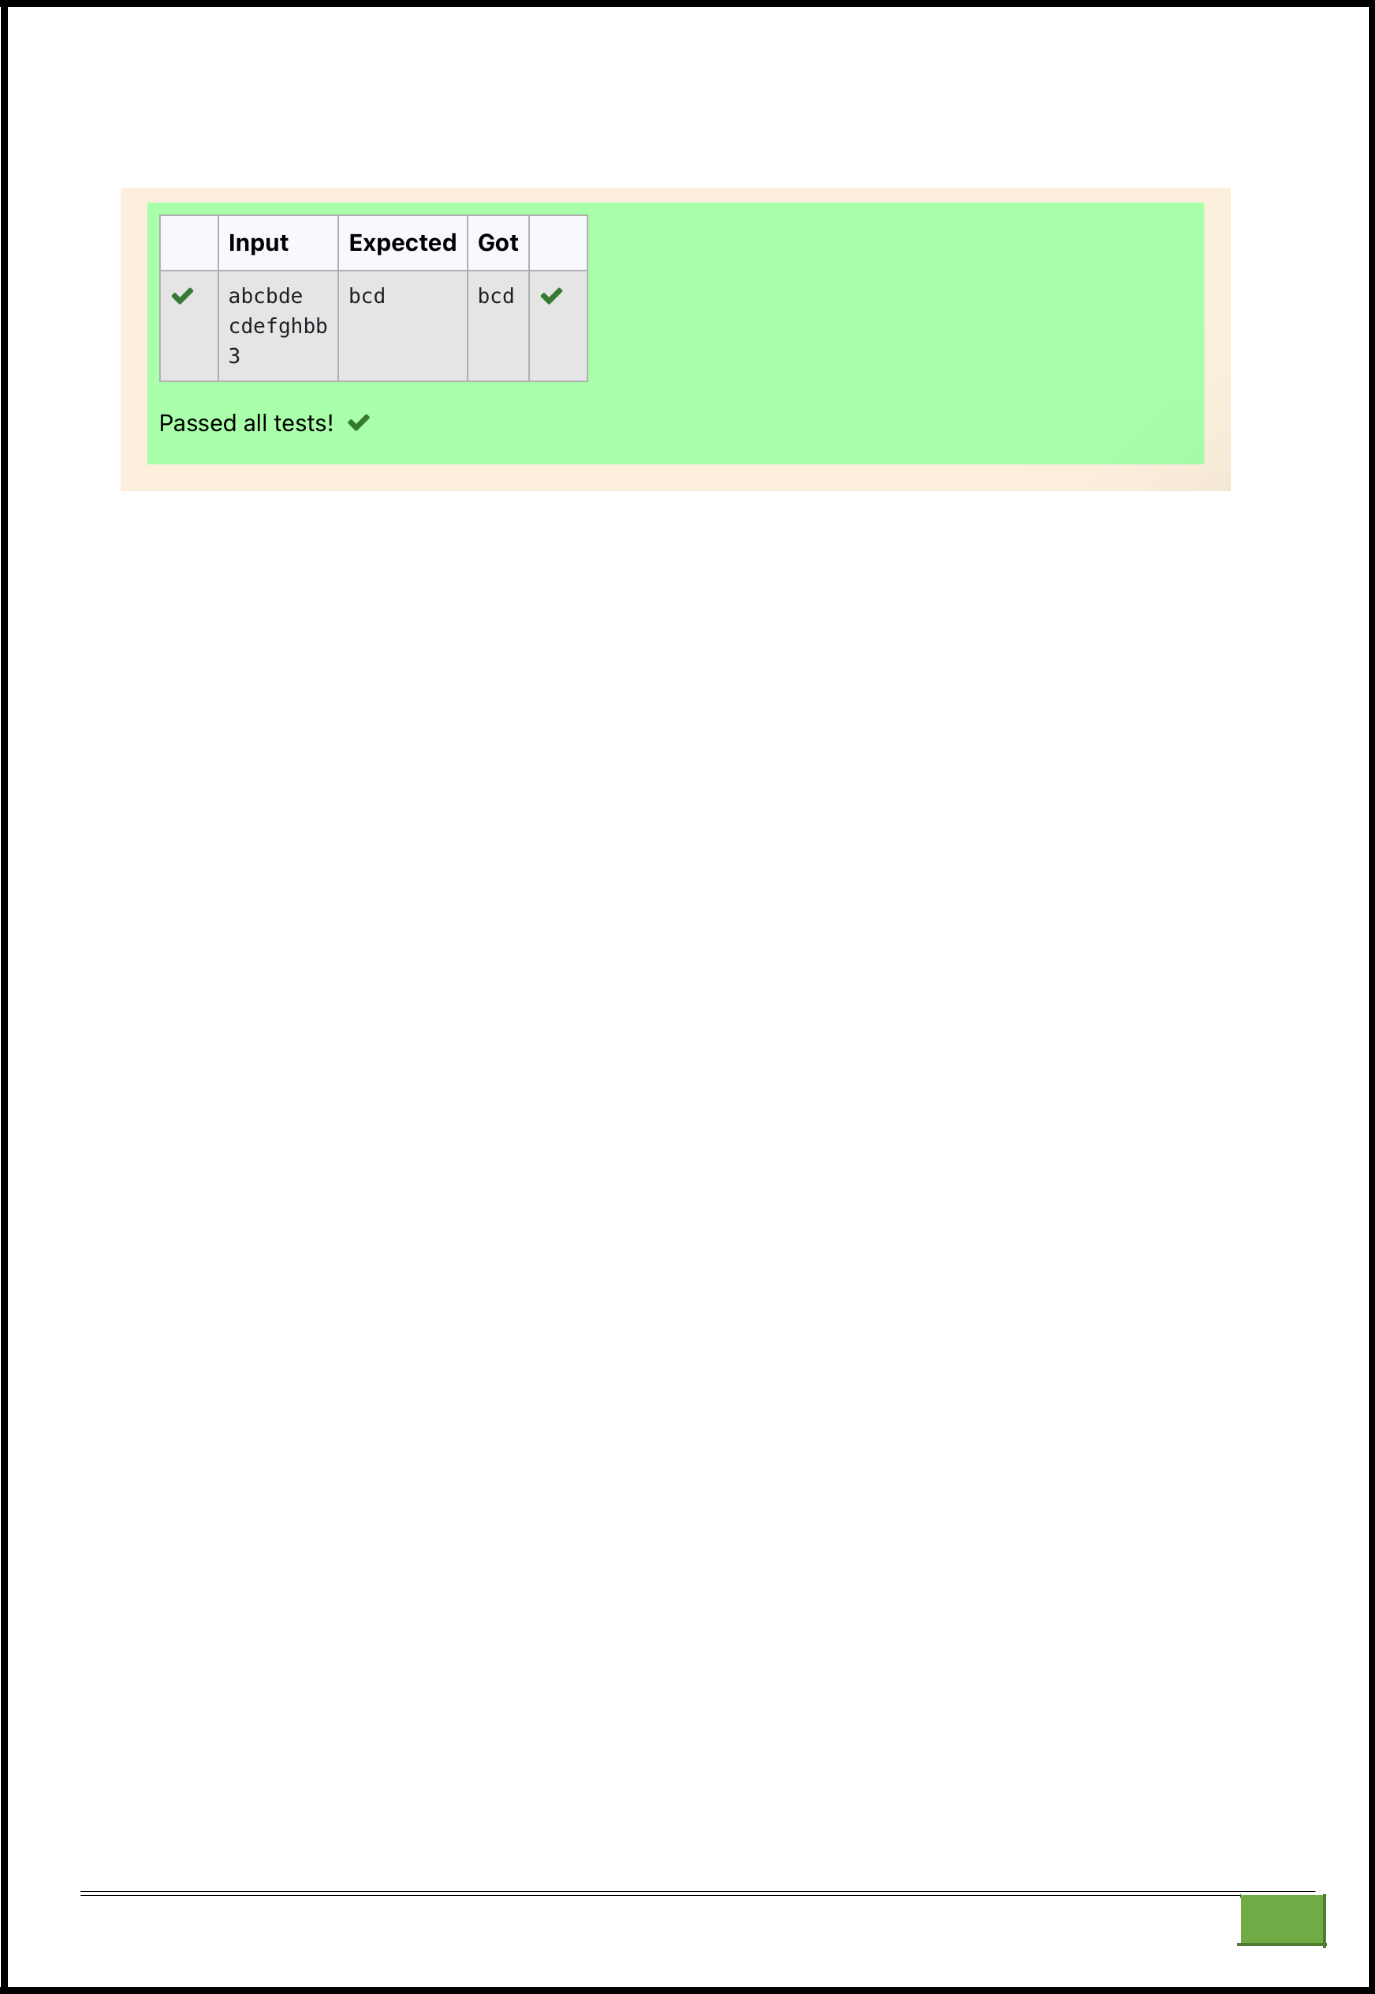 Input Expected Got
abcbde bcd bcd
cdefghbb
3
Passed all tests!